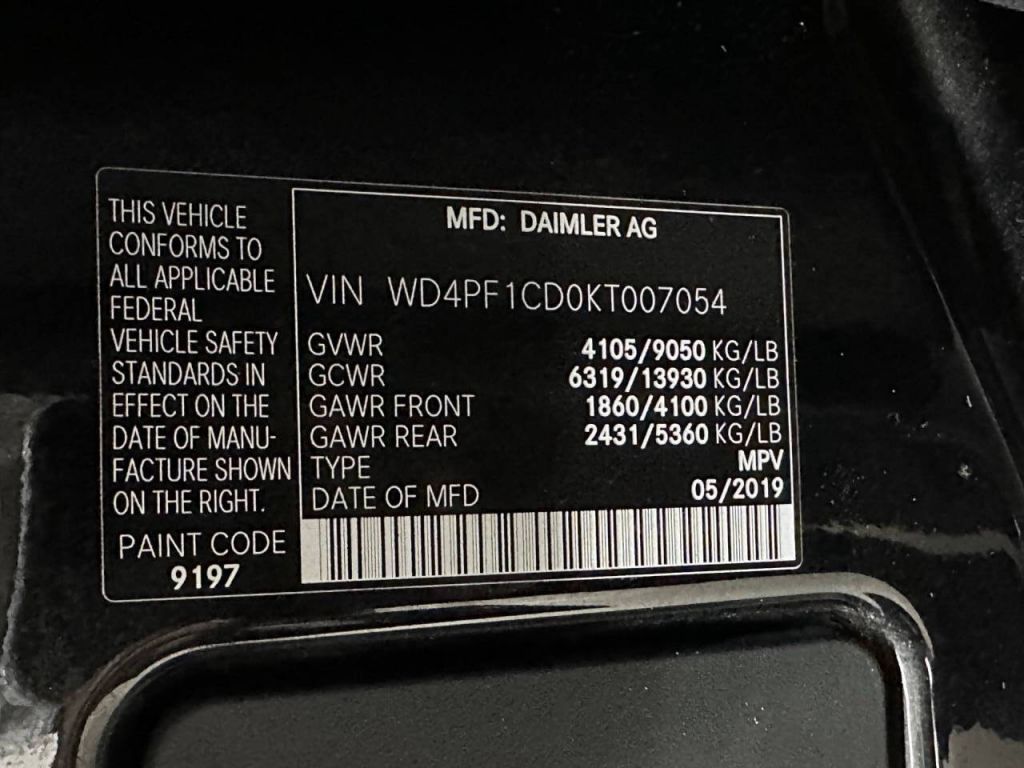 THIS VEHICLE
CONFORMS TO
ALL APPLICABLE
FEDERAL
VEHICLE SAFETY
STANDARDS IN
EFFECT ON THE
DATE OF MANU-
FACTURE SHOWN
ON THE RIGHT.
PAINT CODE
9197
MFD: DAIMLER AG
VIN WD4PF1CD0KT007054
GVWR 4105/9050 KG/LB
GCWR 6319/13930 KG/LB
GAWR FRONT 1860/4100 KG/LB
GAWR REAR 2431/5360 KG/LB
TYPE MPV
DATE OF MFD 05/2019